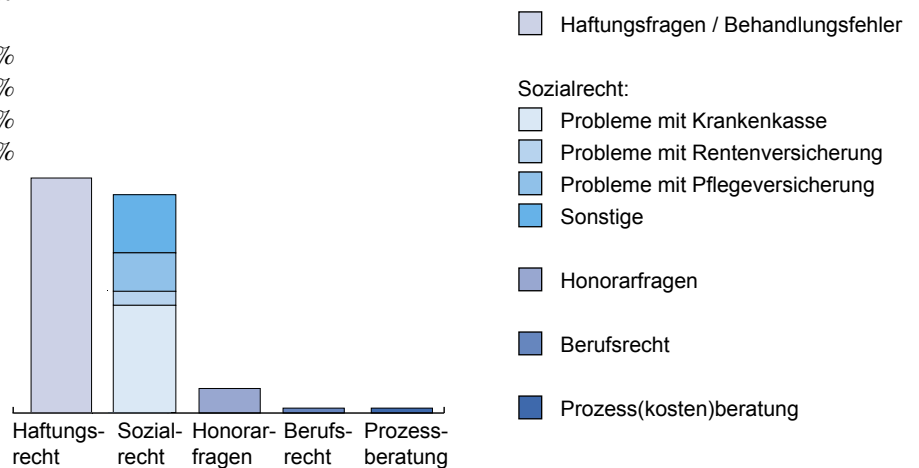 Haftungsfragen / Behandlungsfehler
%
%
%
%
Sozialrecht:
Probleme mit Krankenkasse
Probleme mit Rentenversicherung
Probleme mit Pflegeversicherung
Sonstige
Honorarfragen
Berufsrecht
Prozess(kosten)beratung
Haftungs-
recht
Sozial-
recht
Honorar-
fragen
Berufs-
recht
Prozess-
beratung